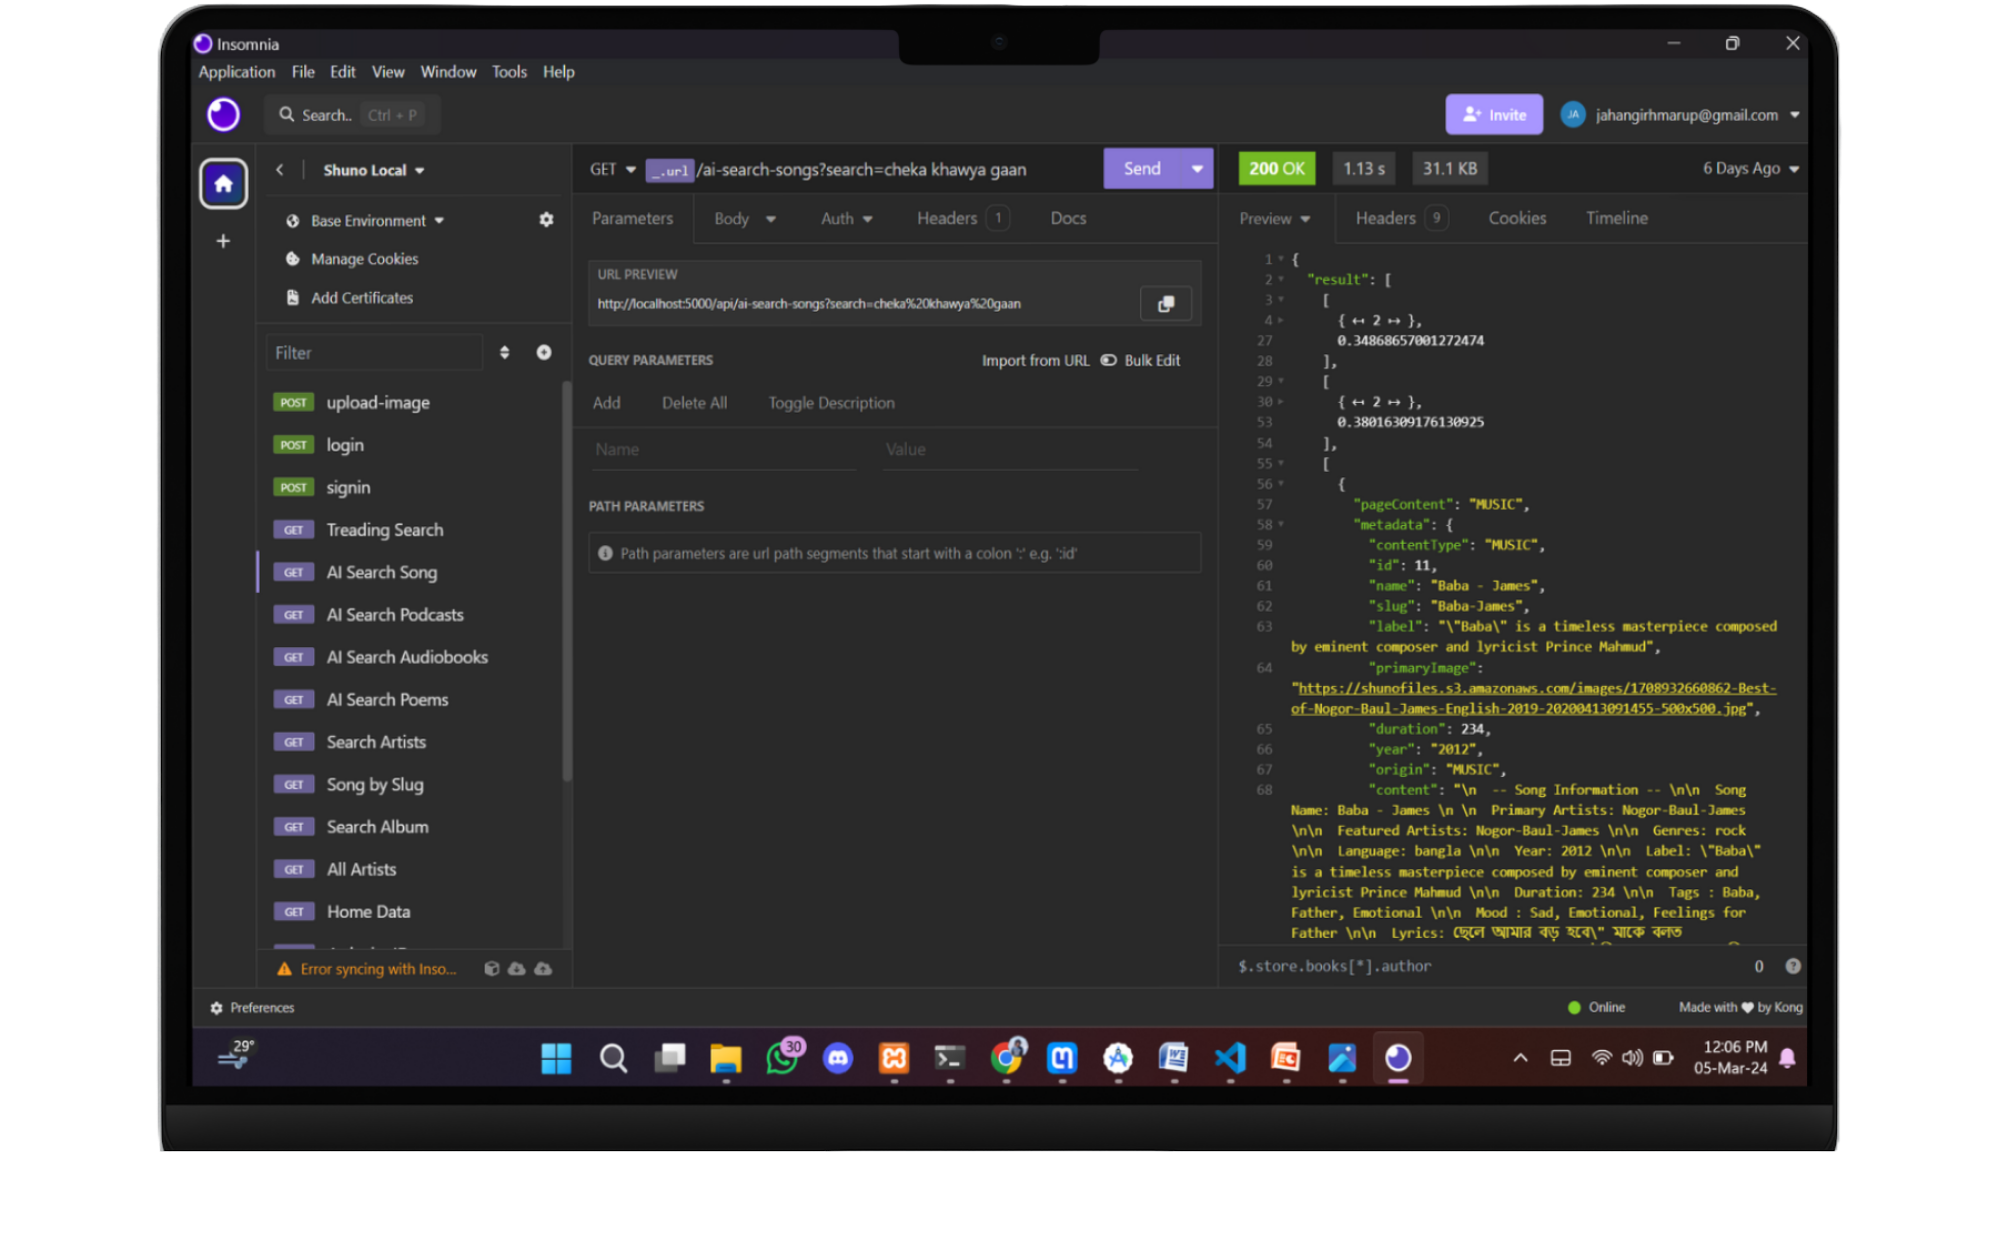 Insomnia
Application File Edit View Window Tools Help
Search.. Ctrl + P
Invite
JA jahangirhmarup@gmail.com
Shuno Local
Base Environment
Manage Cookies
Add Certificates
Filter
POST upload-image
POST login
POST signin
GET Treading Search
GET AI Search Song
GET AI Search Podcasts
GET AI Search Audiobooks
GET AI Search Poems
GET Search Artists
GET Song by Slug
GET Search Album
GET All Artists
GET Home Data
Error syncing with Inso...
GET _.url /ai-search-songs?search=cheka khawya gaan
Send
Parameters Body Auth Headers 1 Docs
URL PREVIEW
http://localhost:5000/api/ai-search-songs?search=cheka%20khawya%20gaan
QUERY PARAMETERS Import from URL Bulk Edit
Add Delete All Toggle Description
Name Value
PATH PARAMETERS
Path parameters are url path segments that start with a colon ':' e.g. ':id'
200 OK 1.13 s 31.1 KB 6 Days Ago
Preview Headers 9 Cookies Timeline
1 {
2 "result": [
3 [
4 { ↔ 2 ↔ },
27 0.34868657001272474
28 ],
29 [
30 { ↔ 2 ↔ },
53 0.38016309176130925
54 ],
55 [
56 {
57 "pageContent": "MUSIC",
58 "metadata": {
59 "contentType": "MUSIC",
60 "id": 11,
61 "name": "Baba - James",
62 "slug": "Baba-James",
63 "label": "\"Baba\" is a timeless masterpiece composed
by eminent composer and lyricist Prince Mahmud",
64 "primaryImage":
"https://shunofiles.s3.amazonaws.com/images/1708932660862-Best-
of-Nogor-Baul-James-English-2019-20200413091455-500x500.jpg",
65 "duration": 234,
66 "year": "2012",
67 "origin": "MUSIC",
68 "content": "\n -- Song Information -- \n\n Song
Name: Baba - James \n \n Primary Artists: Nogor-Baul-James
\n\n Featured Artists: Nogor-Baul-James \n\n Genres: rock
\n\n Language: bangla \n\n Year: 2012 \n\n Label: \"Baba\"
is a timeless masterpiece composed by eminent composer and
lyricist Prince Mahmud \n\n Duration: 234 \n\n Tags : Baba,
Father, Emotional \n\n Mood : Sad, Emotional, Feelings for
Father \n\n Lyrics: ছেলে আমার বড় হবে\" মাকে বলত
$.store.books[*].author 0
Preferences
Online Made with ♥ by Kong
29°
30
12:06 PM
05-Mar-24